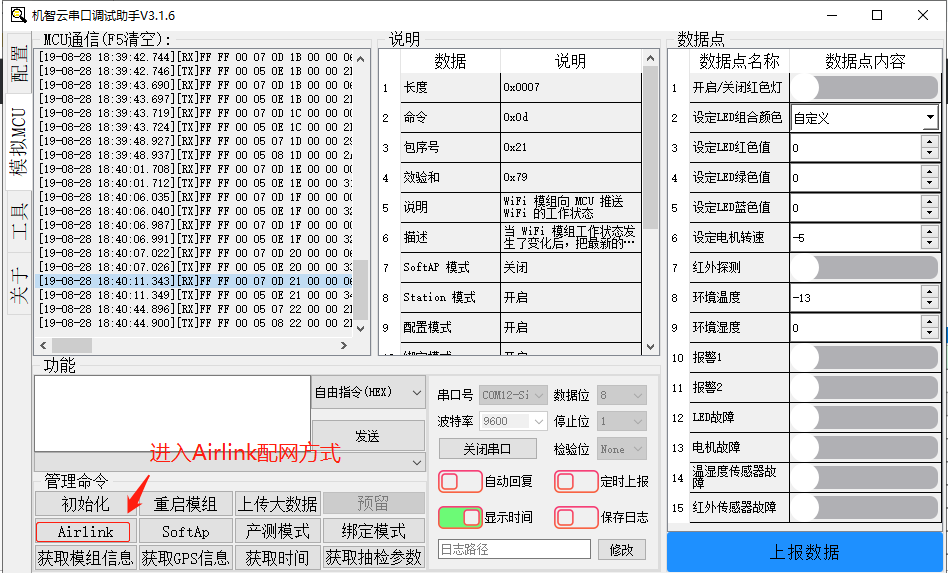 机智云串口调试助手V3.1.6
配置
模拟MCU
工具
关于
MCU通信(F5清空):
[19-08-28 18:39:42.744][RX]FF FF 00 07 0D 1B 00 00 06
[19-08-28 18:39:42.746][TX]FF FF 00 05 0E 1B 00 00
[19-08-28 18:39:43.690][RX]FF FF 00 07 0D 1B 00 00 06
[19-08-28 18:39:43.697][TX]FF FF 00 05 0E 1B 00 00
[19-08-28 18:39:43.719][RX]FF FF 00 07 0D 1C 00 00
[19-08-28 18:39:43.724][TX]FF FF 00 05 0E 1C 00 00
[19-08-28 18:39:48.927][RX]FF FF 00 05 07 1D 00 00
[19-08-28 18:39:48.937][TX]FF FF 00 05 08 1D 00 00
[19-08-28 18:40:01.708][RX]FF FF 00 07 0D 1E 00 00
[19-08-28 18:40:01.712][TX]FF FF 00 05 0E 1E 00 00
[19-08-28 18:40:06.035][RX]FF FF 00 07 0D 1F 00 00
[19-08-28 18:40:06.040][TX]FF FF 00 05 0E 1F 00 00
[19-08-28 18:40:06.987][RX]FF FF 00 07 0D 1F 00 00
[19-08-28 18:40:06.991][TX]FF FF 00 05 0E 1F 00 00
[19-08-28 18:40:07.022][RX]FF FF 00 07 0D 20 00 00
[19-08-28 18:40:07.026][TX]FF FF 00 05 0E 20 00 00
[19-08-28 18:40:11.343][RX]FF FF 00 07 0D 21 00 00
[19-08-28 18:40:11.349][TX]FF FF 00 05 0E 21 00 00
[19-08-28 18:40:44.896][RX]FF FF 00 05 07 22 00 00
[19-08-28 18:40:44.900][TX]FF FF 00 05 08 22 00 00
说明
数据 说明
1 长度 0x0007
2 命令 0x0d
3 包序号 0x21
4 效验和 0x79
5 说明 WiFi 模组向 MCU 推送
WiFi 的工作状态
6 描述 当 WiFi 模组工作状态发
生了变化后，把最新的…
7 SoftAP 模式 关闭
8 Station 模式 开启
9 配置模式 开启
数据点
数据点名称 数据点内容
1 开启/关闭红色灯
2 设定LED组合颜色 自定义
3 设定LED红色值 0
4 设定LED绿色值 0
5 设定LED蓝色值 0
6 设定电机转速 -5
7 红外探测
8 环境温度 -13
9 环境湿度 0
10 报警1
11 报警2
12 LED故障
13 电机故障
14 温湿度传感器故
障
15 红外传感器故障
上报数据
功能
自由指令(HEX)
发送
进入Airlink配网方式
管理命令
初始化 重启模组 上传大数据 预留
Airlink SoftAp 产测模式 绑定模式
获取模组信息 获取GPS信息 获取时间 获取抽检参数
串口号 COM12-Si 数据位 8
波特率 9600 停止位 1
关闭串口 检验位 None
自动回复 定时上报
显示时间 保存日志
日志路径 修改